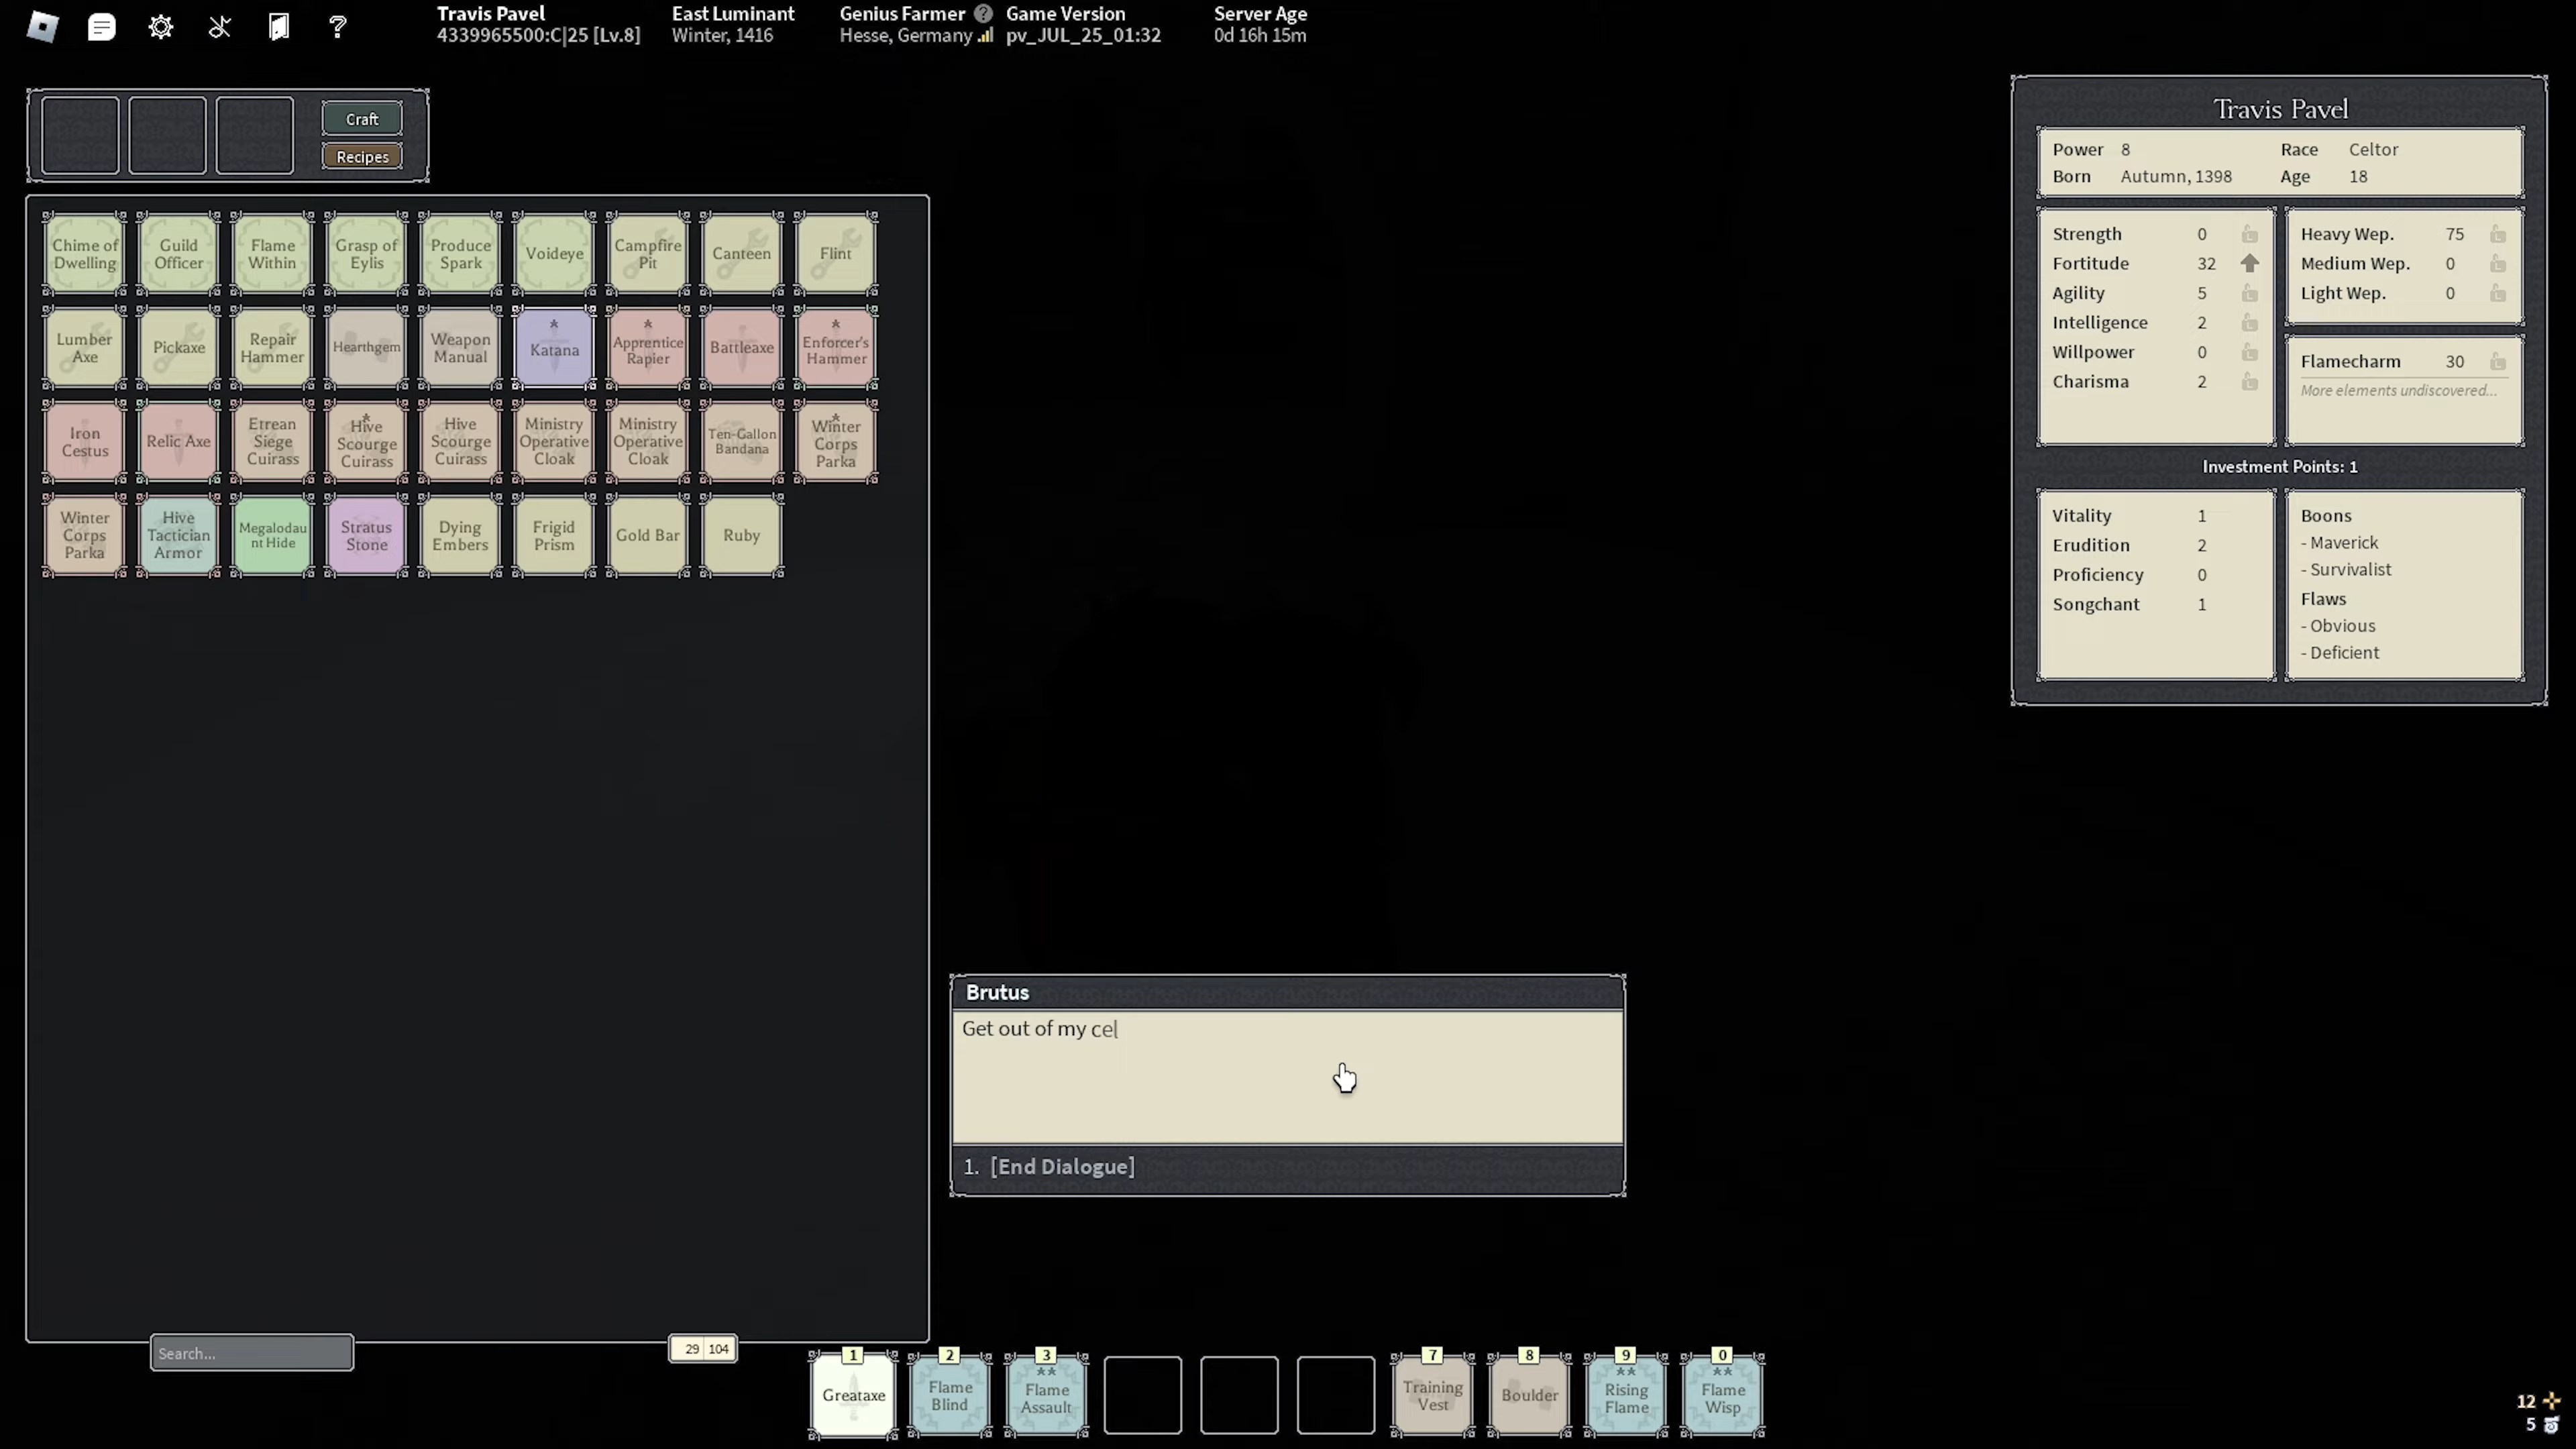 Travis Pavel
4339965500:C|25 [Lv.8]
East Luminant
Winter, 1416
Genius Farmer ?
Hesse, Germany
Game Version
pv_JUL_25_01:32
Server Age
0d 16h 15m
Craft
Recipes
Chime of Dwelling
Guild Officer
Flame Within
Grasp of Eylis
Produce Spark
Voideye
Campfire Pit
Canteen
Flint
Lumber Axe
Pickaxe
Repair Hammer
Hearthgem
Weapon Manual
* Katana
* Apprentice Rapier
Battleaxe
* Enforcer's Hammer
Iron Cestus
Relic Axe
Etrean Siege Cuirass
* Hive Scourge Cuirass
Hive Scourge Cuirass
Ministry Operative Cloak
Ministry Operative Cloak
Ten-Gallon Bandana
* Winter Corps Parka
Winter Corps Parka
Hive Tactician Armor
Megalodaunt Hide
Stratus Stone
Dying Embers
Frigid Prism
Gold Bar
Ruby
Search...
29 104
Travis Pavel
Power 8 Race Celtor
Born Autumn, 1398 Age 18
Strength 0
Fortitude 32
Agility 5
Intelligence 2
Willpower 0
Charisma 2
Heavy Wep. 75
Medium Wep. 0
Light Wep. 0
Flamecharm 30
More elements undiscovered...
Investment Points: 1
Vitality 1
Erudition 2
Proficiency 0
Songchant 1
Boons
- Maverick
- Survivalist
Flaws
- Obvious
- Deficient
Brutus
Get out of my cel
1. [End Dialogue]
1 Greataxe
2 Flame Blind
3 ** Flame Assault
7 Training Vest
8 Boulder
9 ** Rising Flame
0 ** Flame Wisp
12
5